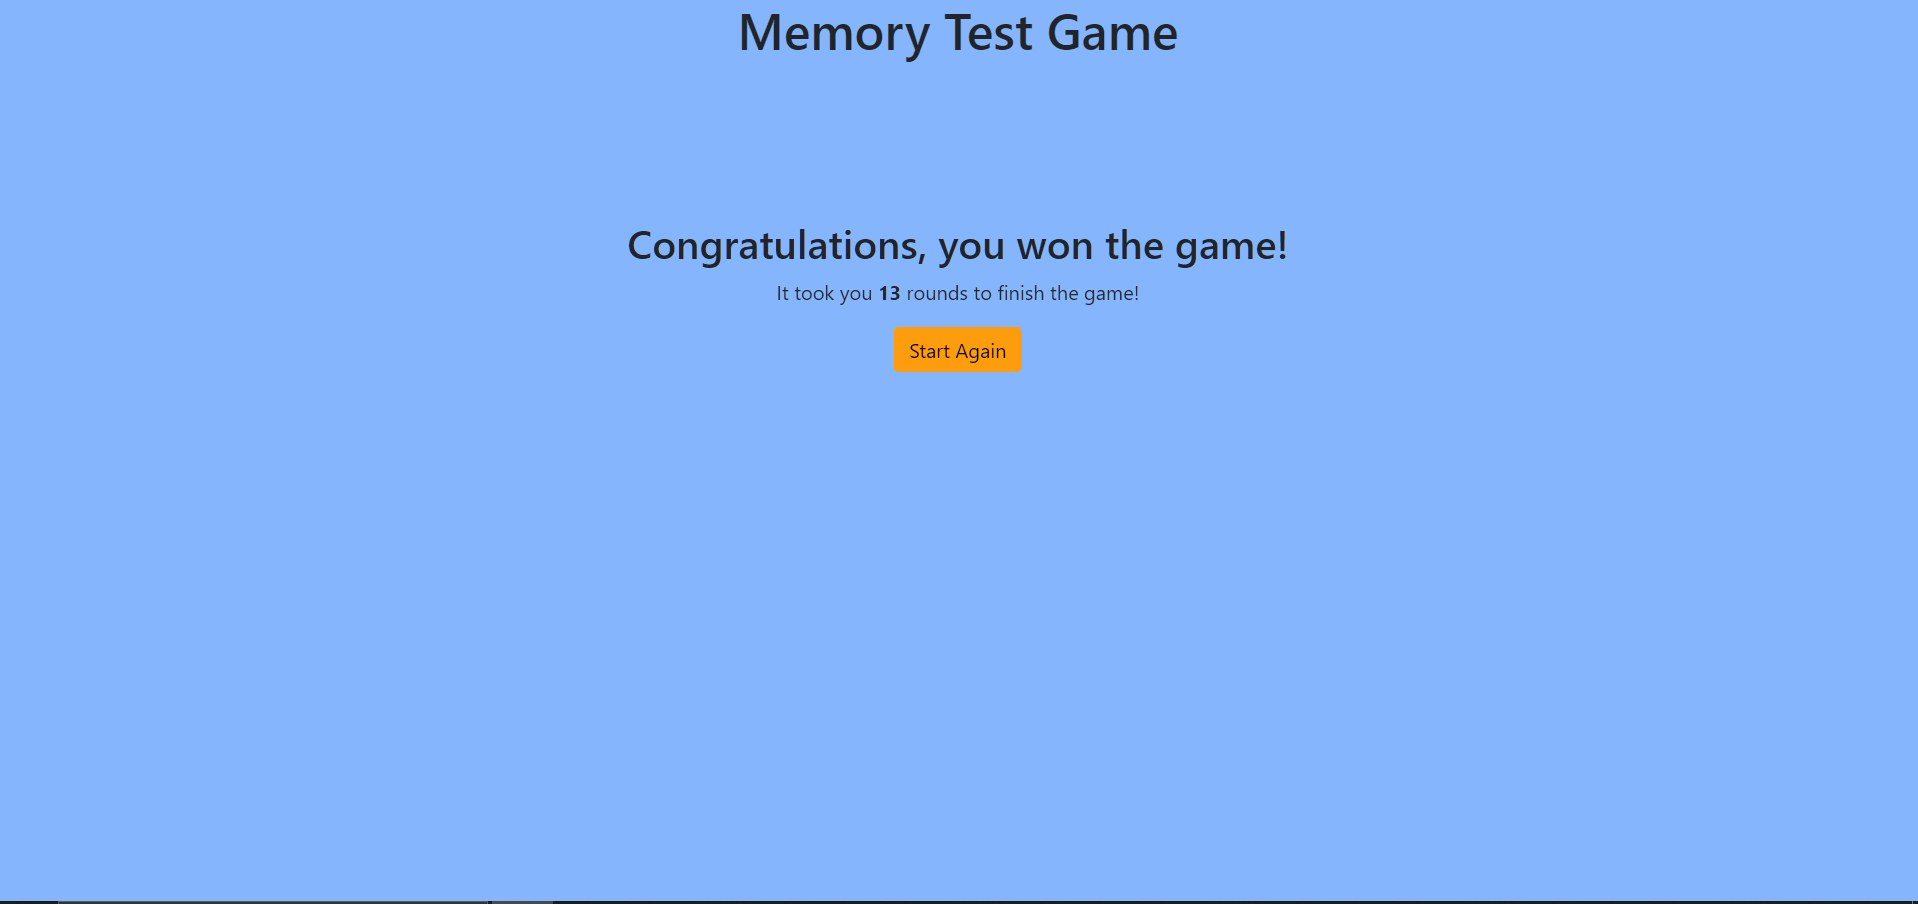 Memory Test Game
Congratulations, you won the game!
It took you 13 rounds to finish the game!
Start Again